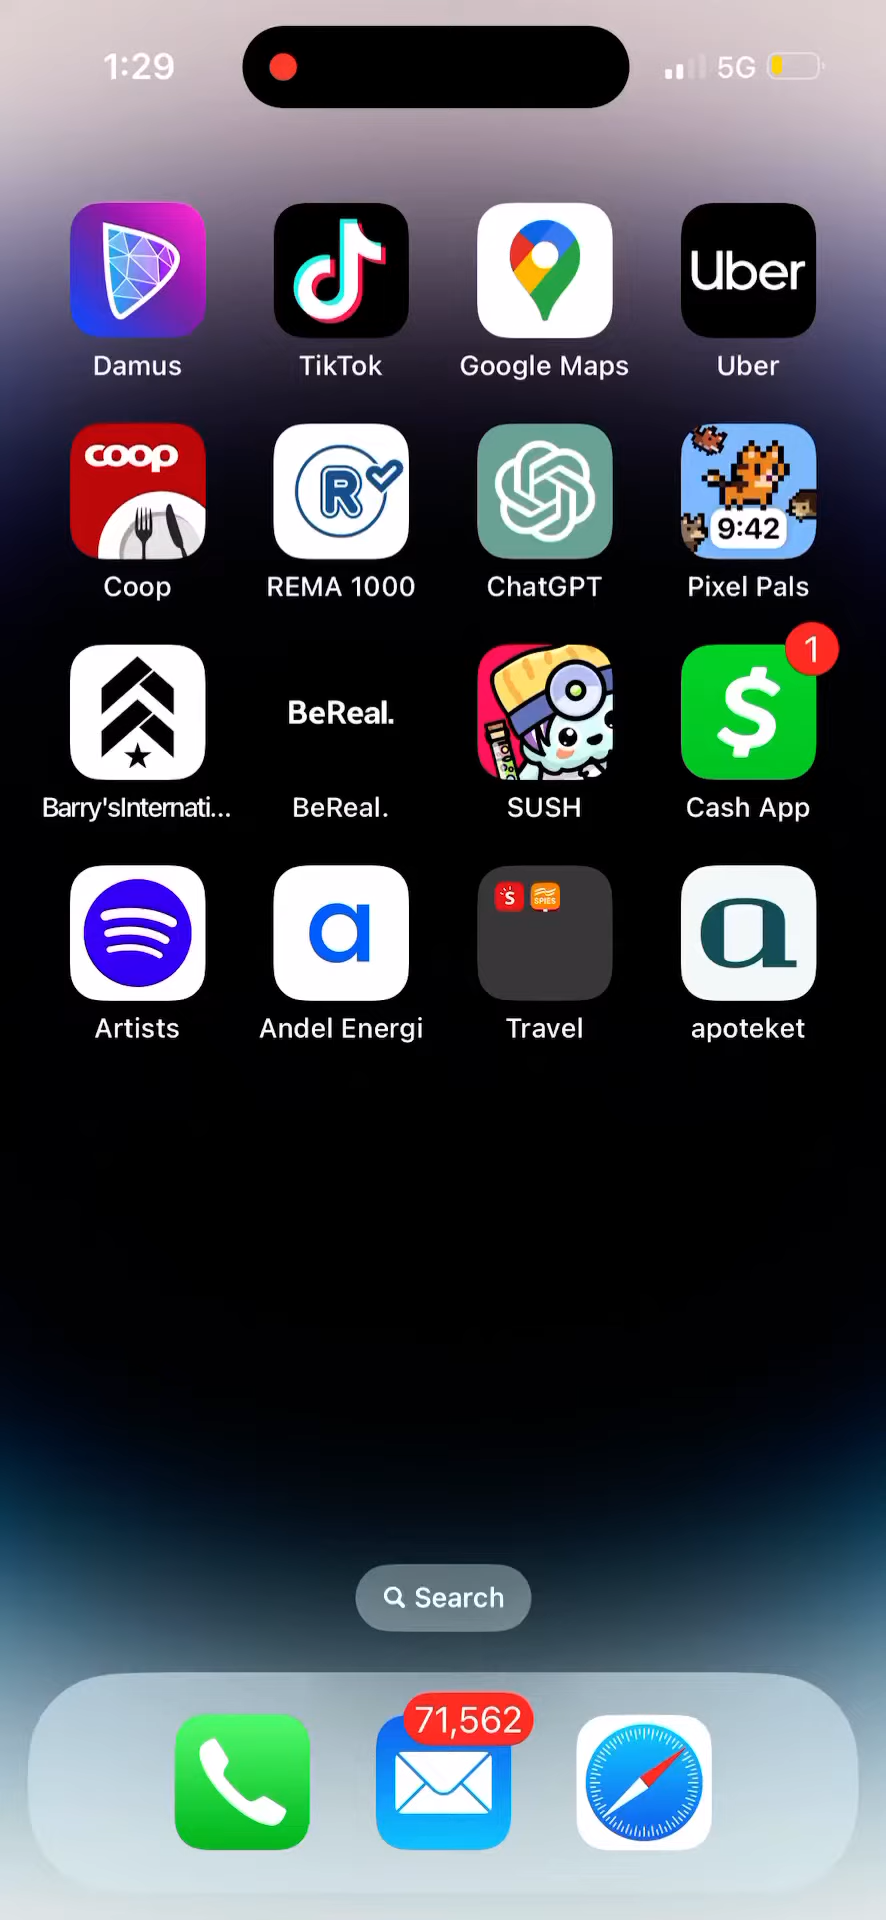 1:29 5G
Damus TikTok Google Maps Uber
Uber
coop
R
9:42
Coop REMA 1000 ChatGPT Pixel Pals
1
BeReal.
$
Barry'sInternati... BeReal. SUSH Cash App
a S SPIES a
Artists Andel Energi Travel apoteket
Search
71,562